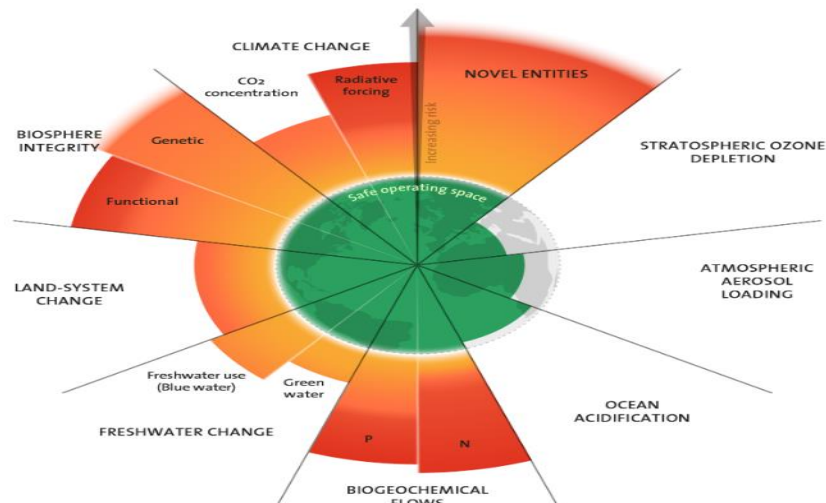 CLIMATE CHANGE
CO2
concentration
Radiative
forcing
Increasing risk
NOVEL ENTITIES
STRATOSPHERIC OZONE
DEPLETION
ATMOSPHERIC
AEROSOL
LOADING
OCEAN
ACIDIFICATION
BIOGEOCHEMICAL
FLOWS
P
N
FRESHWATER CHANGE
Green
water
Freshwater use
(Blue water)
LAND-SYSTEM
CHANGE
BIOSPHERE
INTEGRITY
Genetic
Functional
Safe operating space